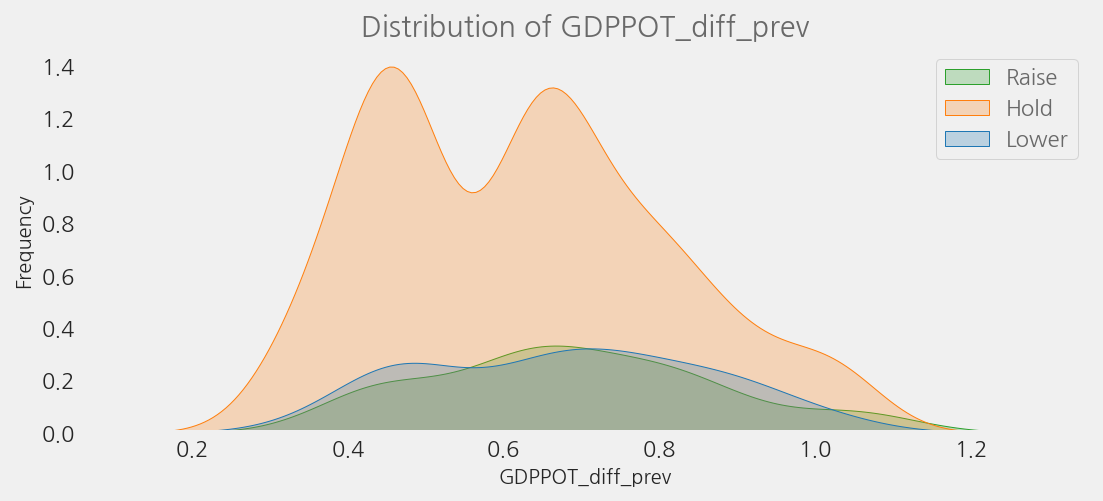 Distribution of GDPPOT_diff_prev
Raise
Hold
Lower
Frequency
1.4
1.2
1.0
0.8
0.6
0.4
0.2
0.0
0.2 0.4 0.6 0.8 1.0 1.2
GDPPOT_diff_prev